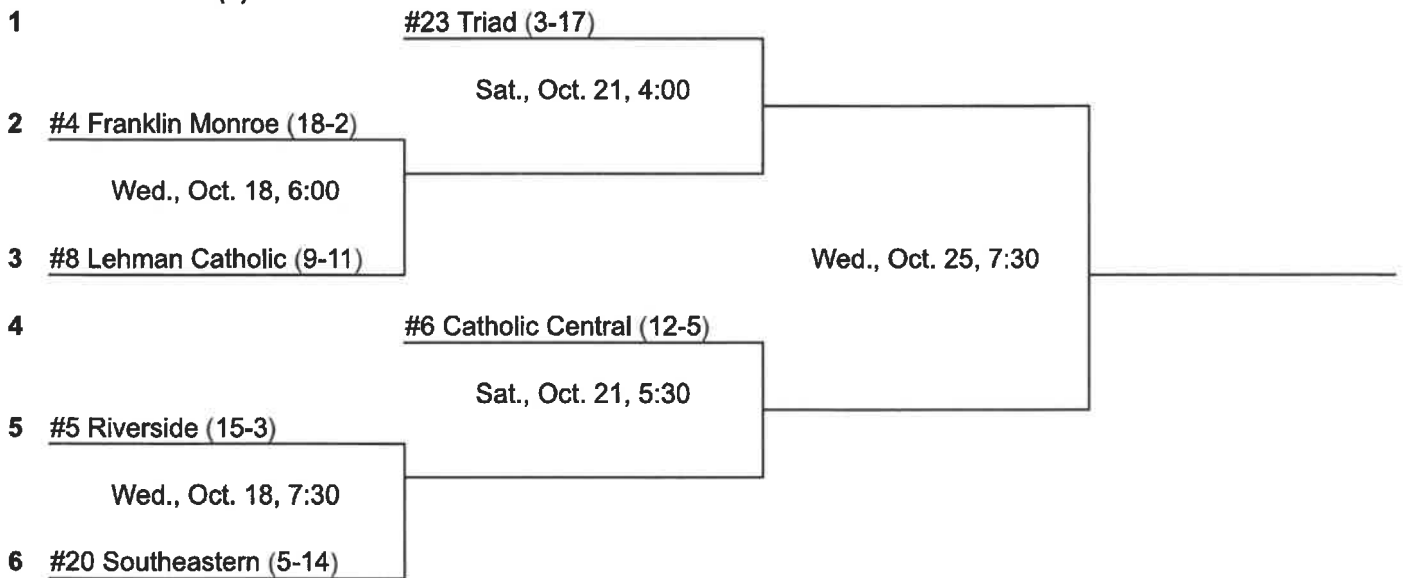 1 #23 Triad (3-17)
Sat., Oct. 21, 4:00
2 #4 Franklin Monroe (18-2)
Wed., Oct. 18, 6:00
3 #8 Lehman Catholic (9-11)
Wed., Oct. 25, 7:30
4 #6 Catholic Central (12-5)
Sat., Oct. 21, 5:30
5 #5 Riverside (15-3)
Wed., Oct. 18, 7:30
6 #20 Southeastern (5-14)